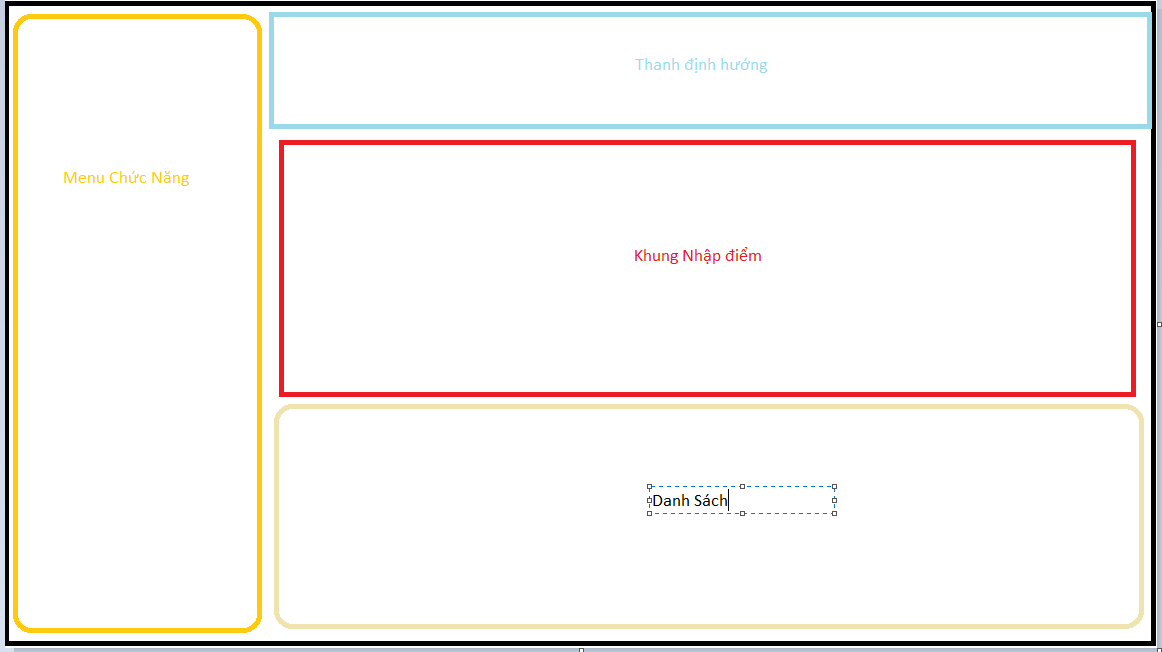 Thanh định hướng
Menu Chức Năng
Khung Nhập điểm
Danh Sách